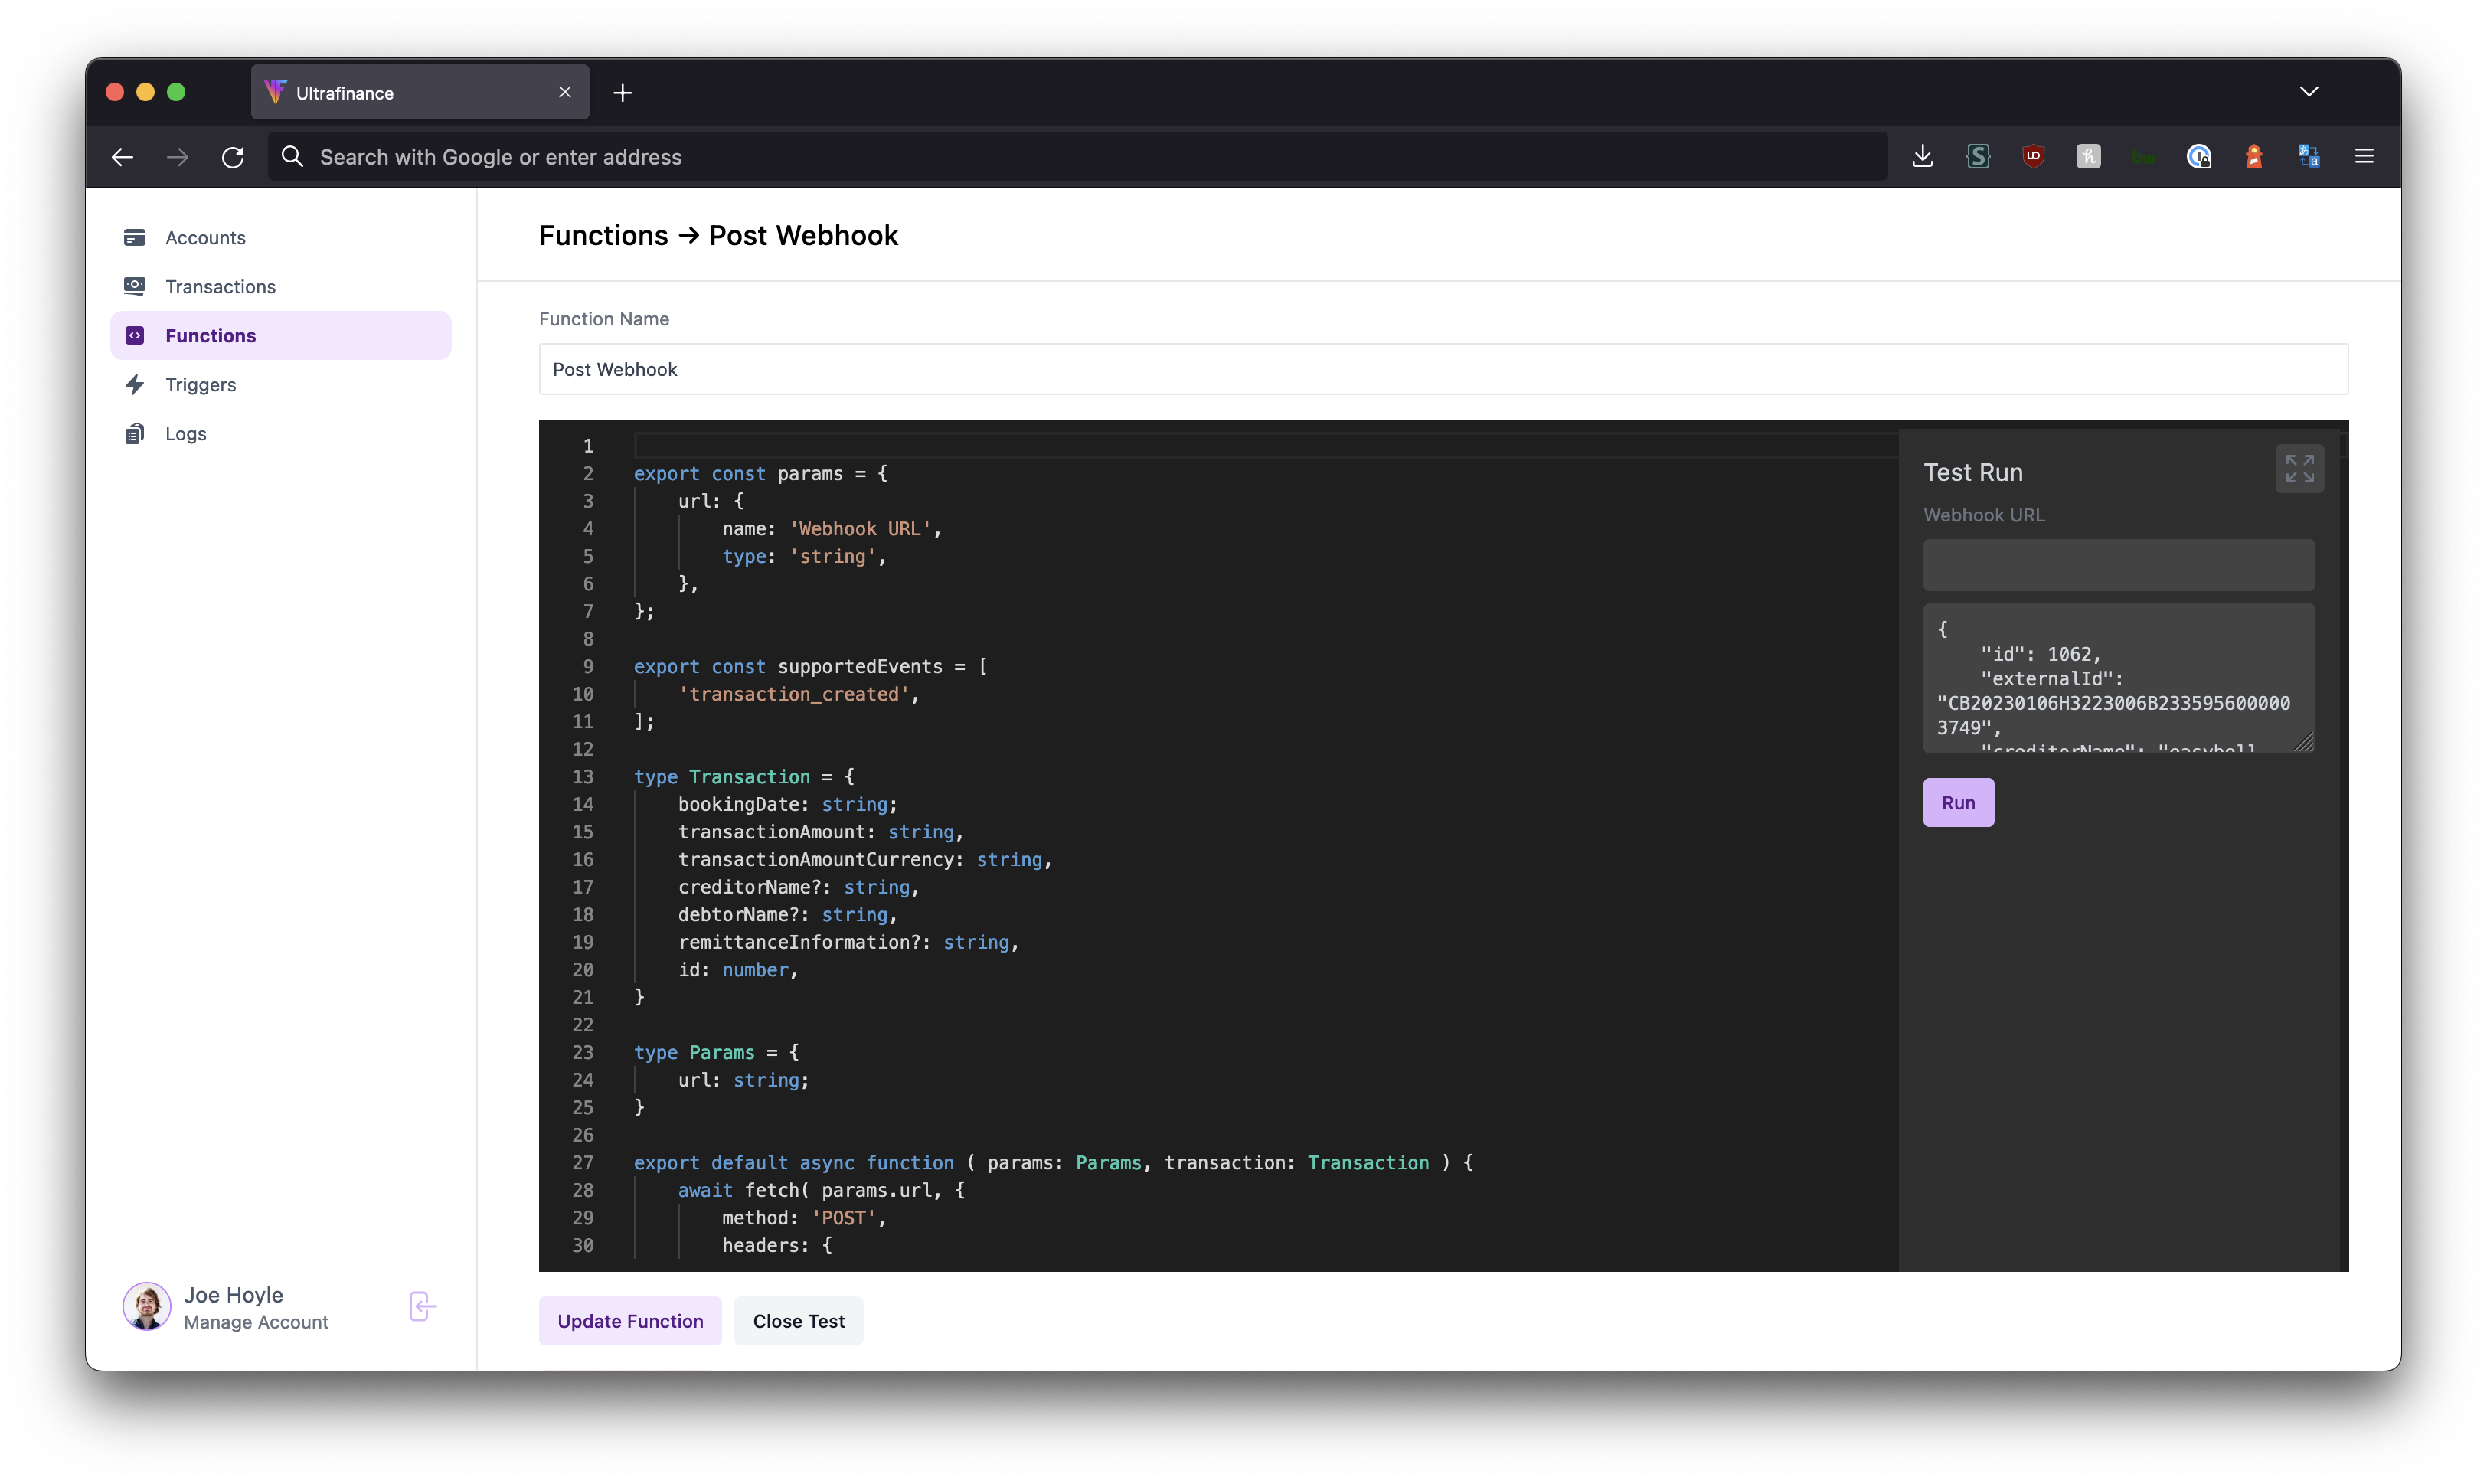 Ultrafinance
Search with Google or enter address
Accounts
Transactions
Functions
Triggers
Logs
Joe Hoyle
Manage Account
Functions → Post Webhook
Function Name
Post Webhook
1
2 export const params = {
3 url: {
4 name: 'Webhook URL',
5 type: 'string',
6 },
7 };
8
9 export const supportedEvents = [
10 'transaction_created',
11 ];
12
13 type Transaction = {
14 bookingDate: string;
15 transactionAmount: string,
16 transactionAmountCurrency: string,
17 creditorName?: string,
18 debtorName?: string,
19 remittanceInformation?: string,
20 id: number,
21 }
22
23 type Params = {
24 url: string;
25 }
26
27 export default async function ( params: Params, transaction: Transaction ) {
28 await fetch( params.url, {
29 method: 'POST',
30 headers: {
Test Run
Webhook URL
{
"id": 1062,
"externalId":
"CB20230106H3223006B233595600000
3749",
"creditorName": "easybell
Run
Update Function
Close Test